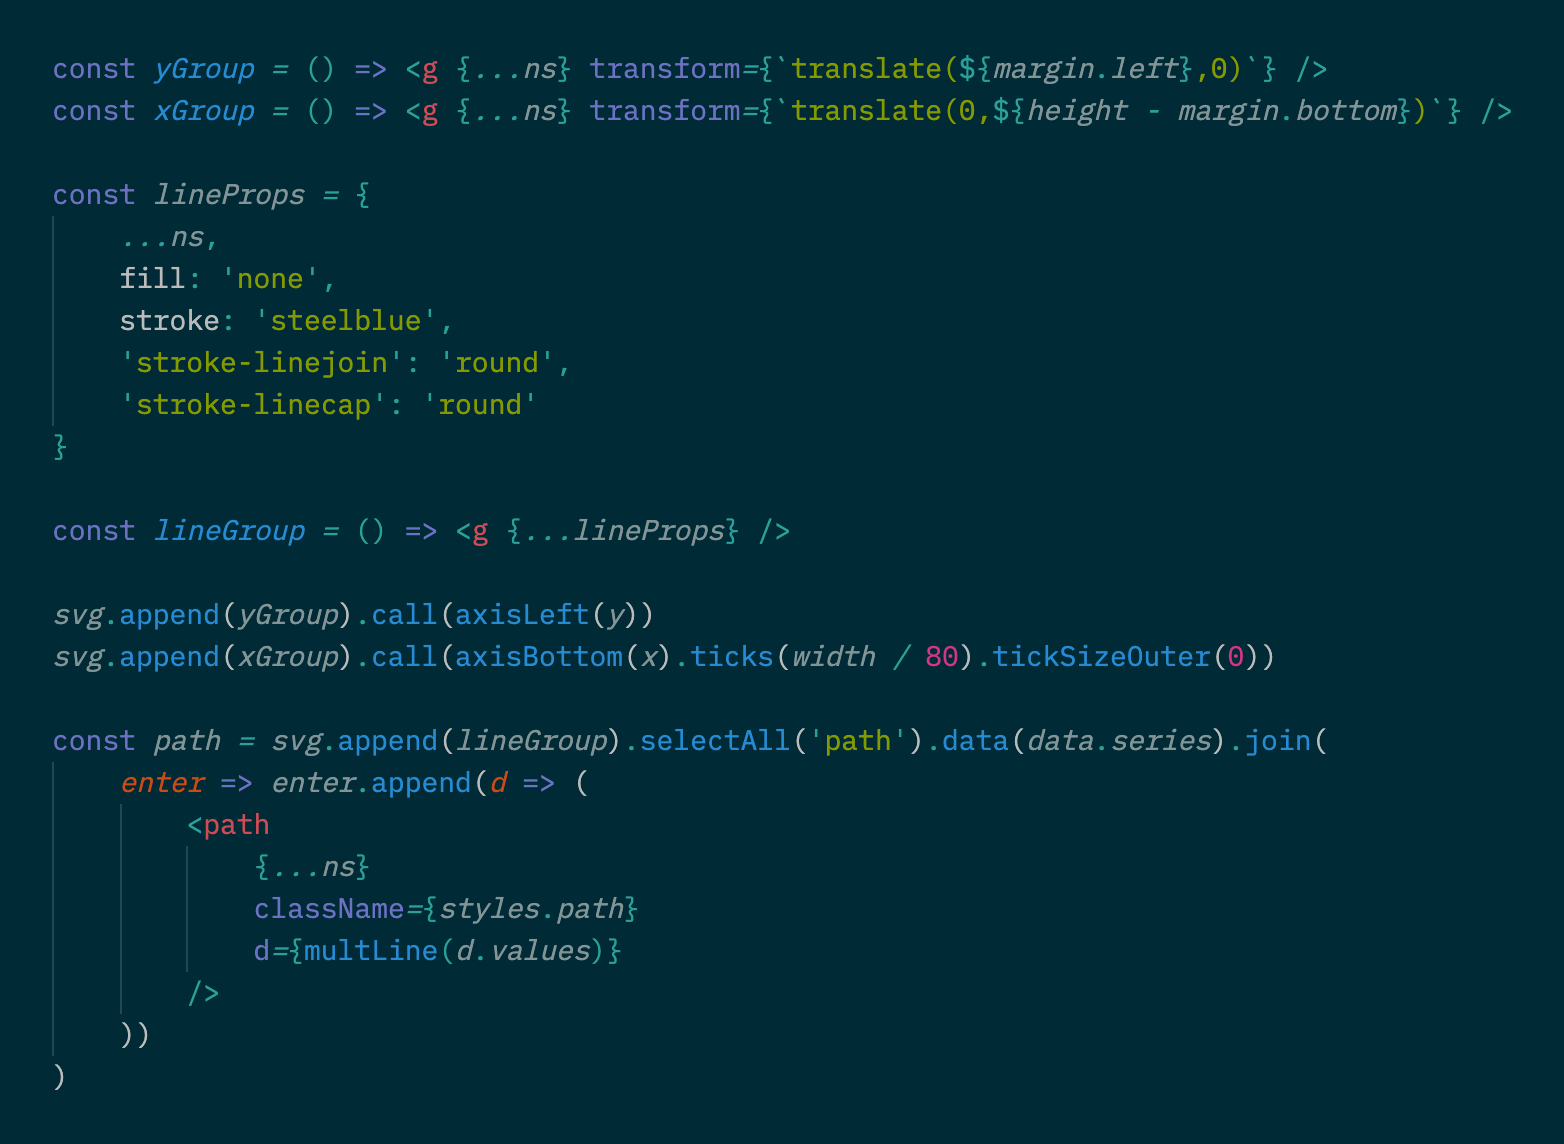 const yGroup = () => <g {...ns} transform={`translate(${margin.left},0)`} />
const xGroup = () => <g {...ns} transform={`translate(0,${height - margin.bottom})`} />

const lineProps = {
    ...ns,
    fill: 'none',
    stroke: 'steelblue',
    'stroke-linejoin': 'round',
    'stroke-linecap': 'round'
}

const lineGroup = () => <g {...lineProps} />

svg.append(yGroup).call(axisLeft(y))
svg.append(xGroup).call(axisBottom(x).ticks(width / 80).tickSizeOuter(0))

const path = svg.append(lineGroup).selectAll('path').data(data.series).join(
    enter => enter.append(d => (
        <path
            {...ns}
            className={styles.path}
            d={multLine(d.values)}
        />
    ))
)